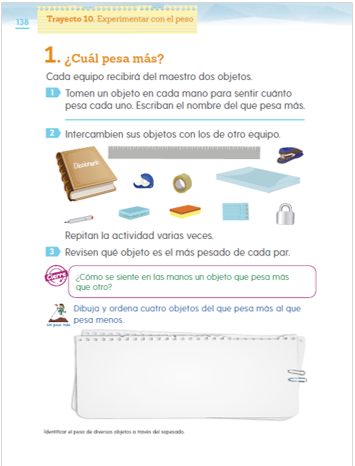 138
Trayecto 10. Experimentar con el peso
1. ¿Cuál pesa más?
Cada equipo recibirá del maestro dos objetos.
1 Tomen un objeto en cada mano para sentir cuánto
pesa cada uno. Escriban el nombre del que pesa más.
2 Intercambien sus objetos con los de otro equipo.
Diccionario
Repitan la actividad varias veces.
3 Revisen qué objeto es el más pesado de cada par.
Cierre
¿Cómo se siente en las manos un objeto que pesa más
que otro?
Un paso más
Dibuja y ordena cuatro objetos del que pesa más al que
pesa menos.
Identificar el peso de diversos objetos a través del sopesado.